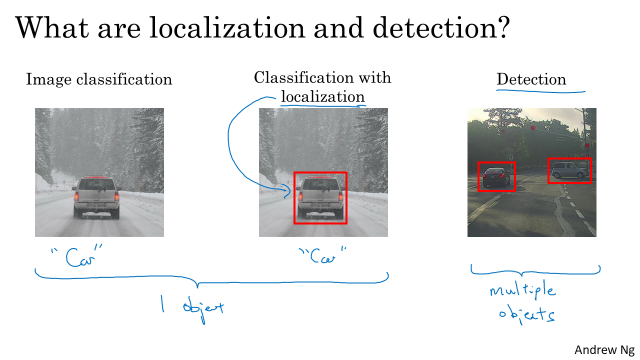 What are localization and detection?
Image classification
Classification with
localization
Detection
"Car"
"Car"
1 object
multiple
objects
Andrew Ng